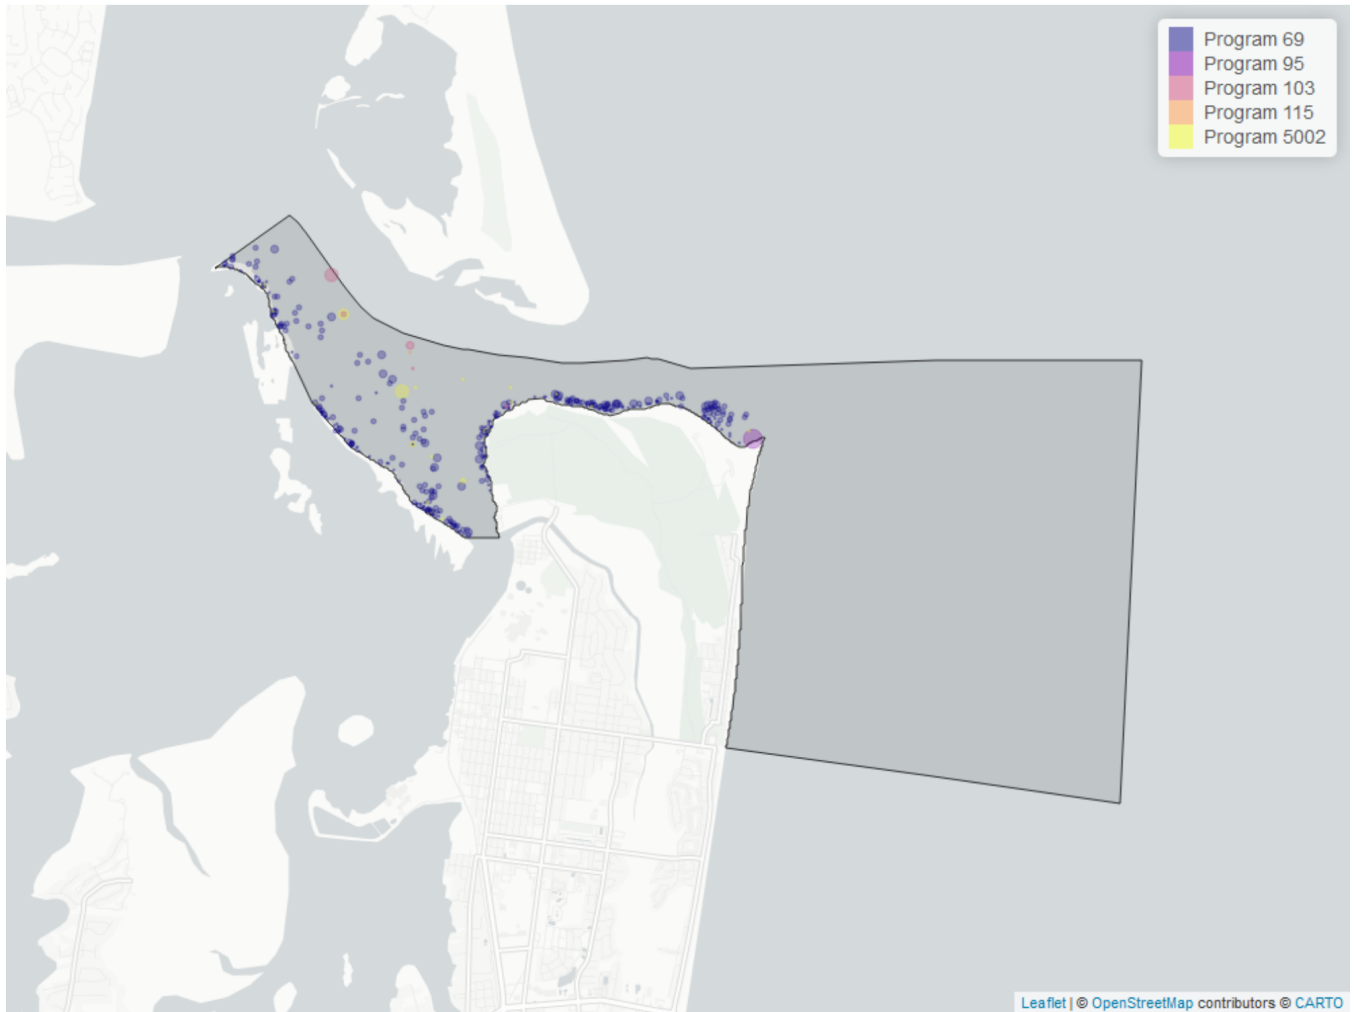 Program 69
Program 95
Program 103
Program 115
Program 5002
Leaflet | © OpenStreetMap contributors © CARTO